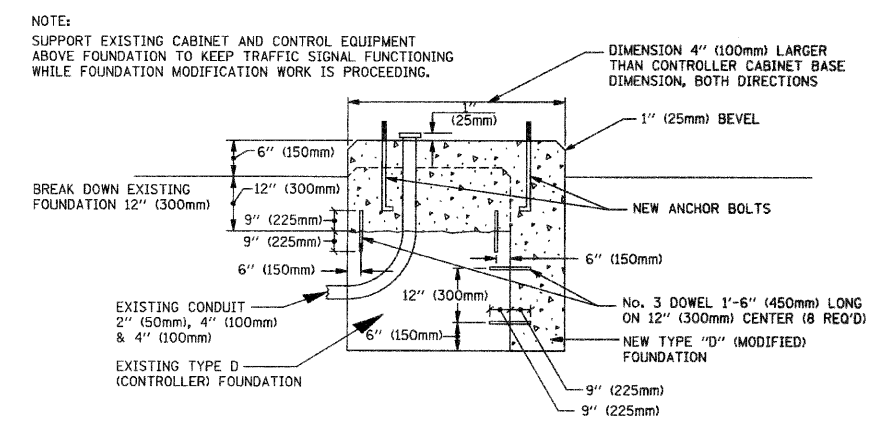 NOTE:
SUPPORT EXISTING CABINET AND CONTROL EQUIPMENT
ABOVE FOUNDATION TO KEEP TRAFFIC SIGNAL FUNCTIONING
WHILE FOUNDATION MODIFICATION WORK IS PROCEEDING.
DIMENSION 4" (100mm) LARGER
THAN CONTROLLER CABINET BASE
DIMENSION, BOTH DIRECTIONS
1"
(25mm)
1" (25mm) BEVEL
6" (150mm)
BREAK DOWN EXISTING
FOUNDATION 12" (300mm)
12" (300mm)
NEW ANCHOR BOLTS
9" (225mm)
9" (225mm)
6" (150mm)
6" (150mm)
12" (300mm)
EXISTING CONDUIT
2" (50mm), 4" (100mm)
& 4" (100mm)
No. 3 DOWEL 1'-6" (450mm) LONG
ON 12" (300mm) CENTER (8 REQ'D)
6" (150mm)
NEW TYPE "D" (MODIFIED)
FOUNDATION
EXISTING TYPE D
(CONTROLLER) FOUNDATION
9" (225mm)
9" (225mm)